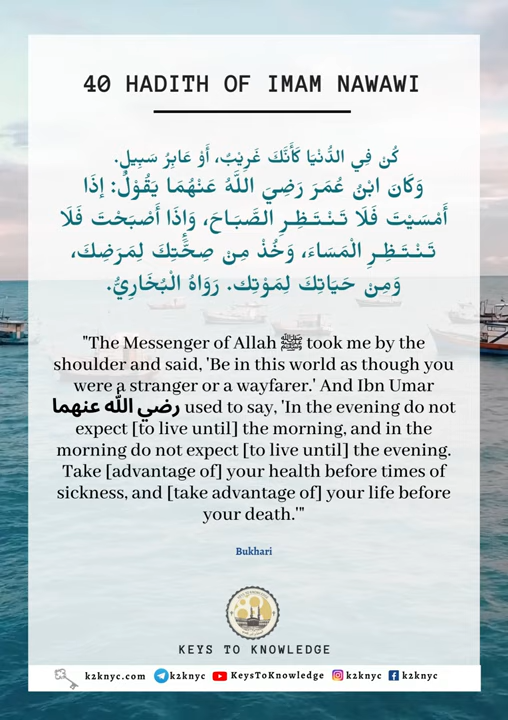 40 HADITH OF IMAM NAWAWI
كُن فِي الدُّنْيَا كَأَنَّكَ غَرِيْبٌ، أَوْ عَابِرُ سَبِيلٍ.
وَكَان ابْنُ عُمَرَ رَضِيَ اللَّهُ عَنْهُمَا يَقُوْلُ: إذَا
أَمْسَيْتَ فَلَا تَنْتَظِرِ الصَّبَاحَ، وَإِذَا أَصْبَحْتَ فَلَا
تَنْتَظِرِ الْمَسَاءَ، وَخُذْ مِنْ صِحَّتِكَ لِمَرَضِكَ،
وَمِن حَيَاتِكَ لِمَوْتِك. رَوَاهُ الْبُخَارِيُّ.
"The Messenger of Allah ﷺ took me by the
shoulder and said, 'Be in this world as though you
were a stranger or a wayfarer.' And Ibn Umar
رضي الله عنهما used to say, 'In the evening do not
expect [to live until] the morning, and in the
morning do not expect [to live until] the evening.
Take [advantage of] your health before times of
sickness, and [take advantage of] your life before
your death.'"
Bukhari
KEYS TO KNOWLEDGE
k2knyc.com k2knyc KeysToKnowledge k2knyc k2knyc